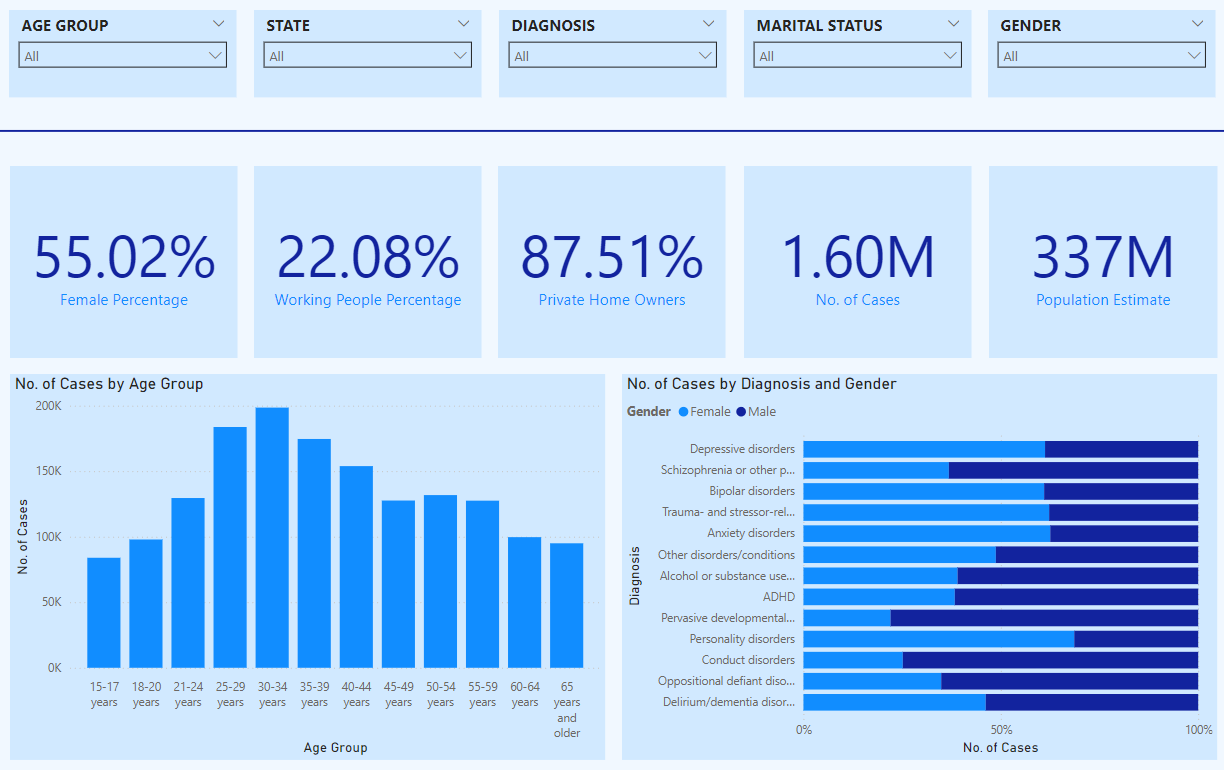 AGE GROUP
All
STATE
All
DIAGNOSIS
All
MARITAL STATUS
All
GENDER
All
55.02%
Female Percentage
22.08%
Working People Percentage
87.51%
Private Home Owners
1.60M
No. of Cases
337M
Population Estimate
No. of Cases by Age Group
No. of Cases
200K
150K
100K
50K
0K
15-17
years
18-20
years
21-24
years
25-29
years
30-34
years
35-39
years
40-44
years
45-49
years
50-54
years
55-59
years
60-64
years
65
years
and
older
Age Group
No. of Cases by Diagnosis and Gender
Gender Female Male
Diagnosis
Depressive disorders
Schizophrenia or other p...
Bipolar disorders
Trauma- and stressor-rel...
Anxiety disorders
Other disorders/conditions
Alcohol or substance use...
ADHD
Pervasive developmental...
Personality disorders
Conduct disorders
Oppositional defiant diso...
Delirium/dementia disor...
0% 50% 100%
No. of Cases